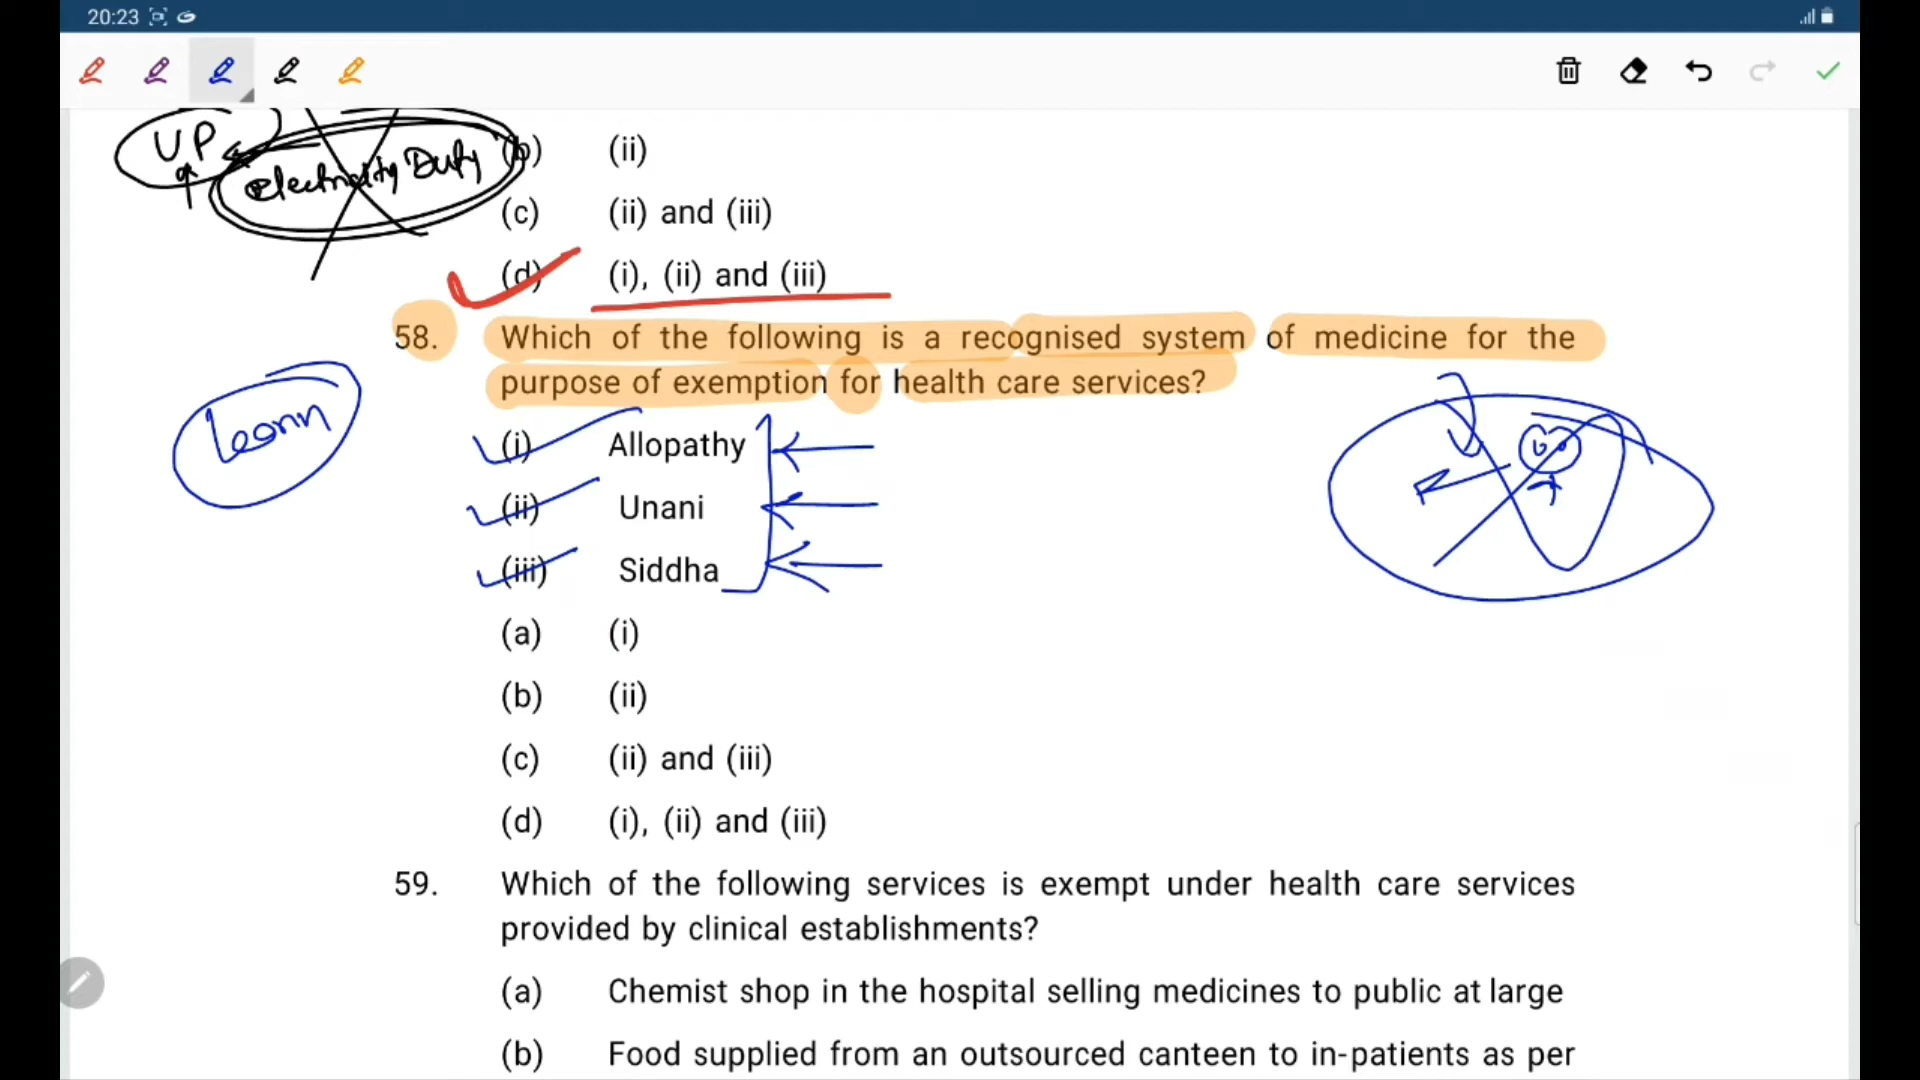 20:23
UP
electricity Duty
(b) (ii)
(c) (ii) and (iii)
(d) (i), (ii) and (iii)
58. Which of the following is a recognised system of medicine for the
purpose of exemption for health care services?
Learn
(i) Allopathy
(ii) Unani
(iii) Siddha
(a) (i)
(b) (ii)
(c) (ii) and (iii)
(d) (i), (ii) and (iii)
59. Which of the following services is exempt under health care services
provided by clinical establishments?
(a) Chemist shop in the hospital selling medicines to public at large
(b) Food supplied from an outsourced canteen to in-patients as per